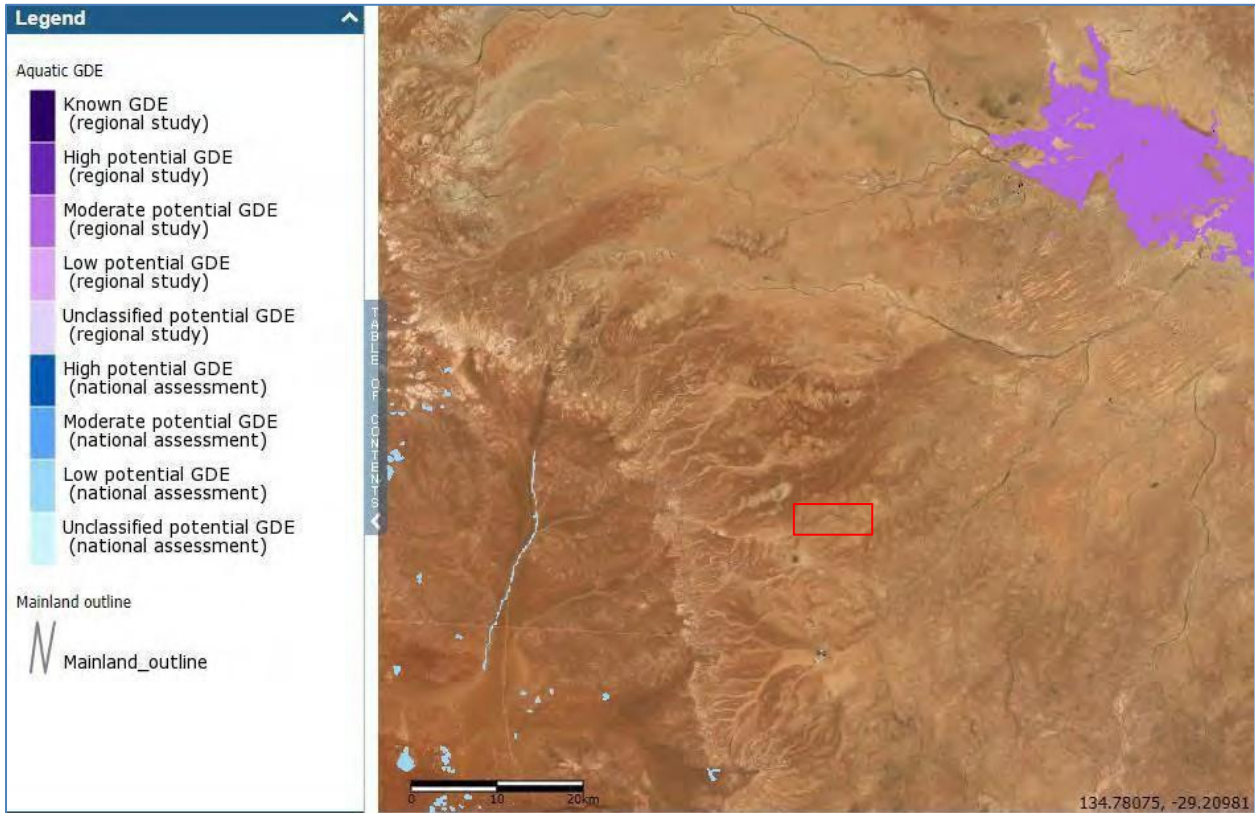 Legend
Aquatic GDE
Known GDE
(regional study)
High potential GDE
(regional study)
Moderate potential GDE
(regional study)
Low potential GDE
(regional study)
Unclassified potential GDE
(regional study)
High potential GDE
(national assessment)
Moderate potential GDE
(national assessment)
Low potential GDE
(national assessment)
Unclassified potential GDE
(national assessment)
Mainland outline
Mainland_outline
TABLE OF CONTENTS
0 10 20km
134.78075, -29.20981